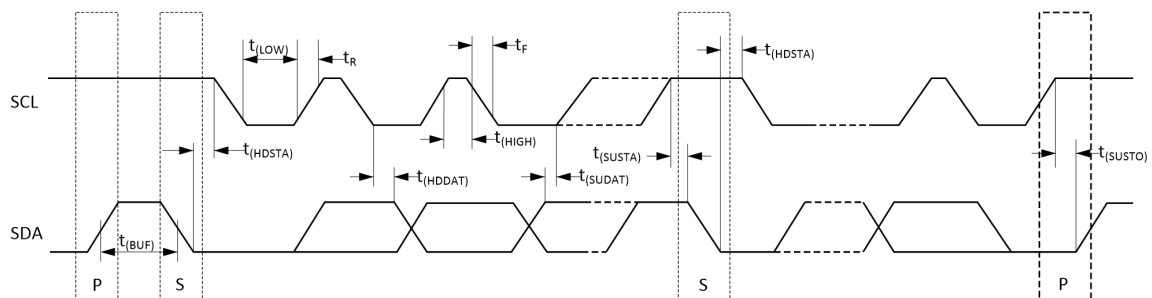 t(LOW)
tR
tF
t(HDSTA)
SCL
t(HDSTA)
t(HIGH)
t(HDDAT)
t(SUSTA)
t(SUDAT)
t(SUSTO)
SDA
t(BUF)
P
S
S
P